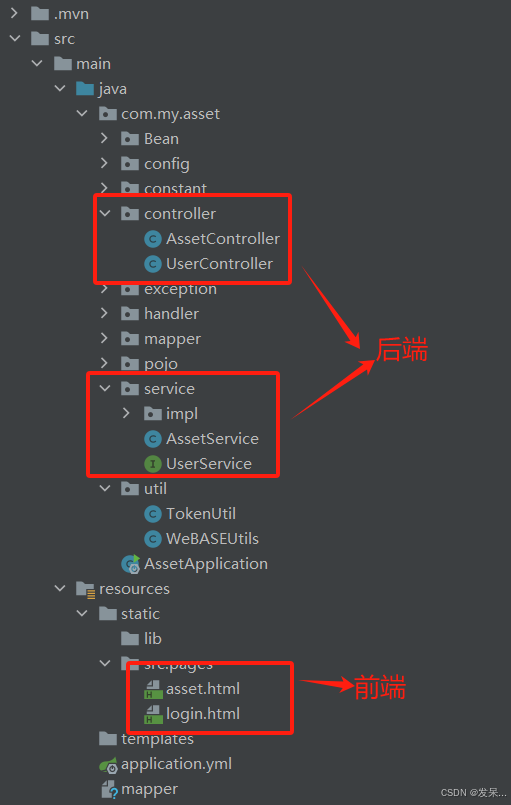 .mvn
src
main
java
com.my.asset
Bean
config
constant
controller
AssetController
UserController
exception
handler
mapper
pojo
service
impl
AssetService
UserService
util
TokenUtil
WeBASEUtils
AssetApplication
resources
static
lib
src.pages
asset.html
login.html
templates
application.yml
mapper
后端
前端
CSDN @发呆...